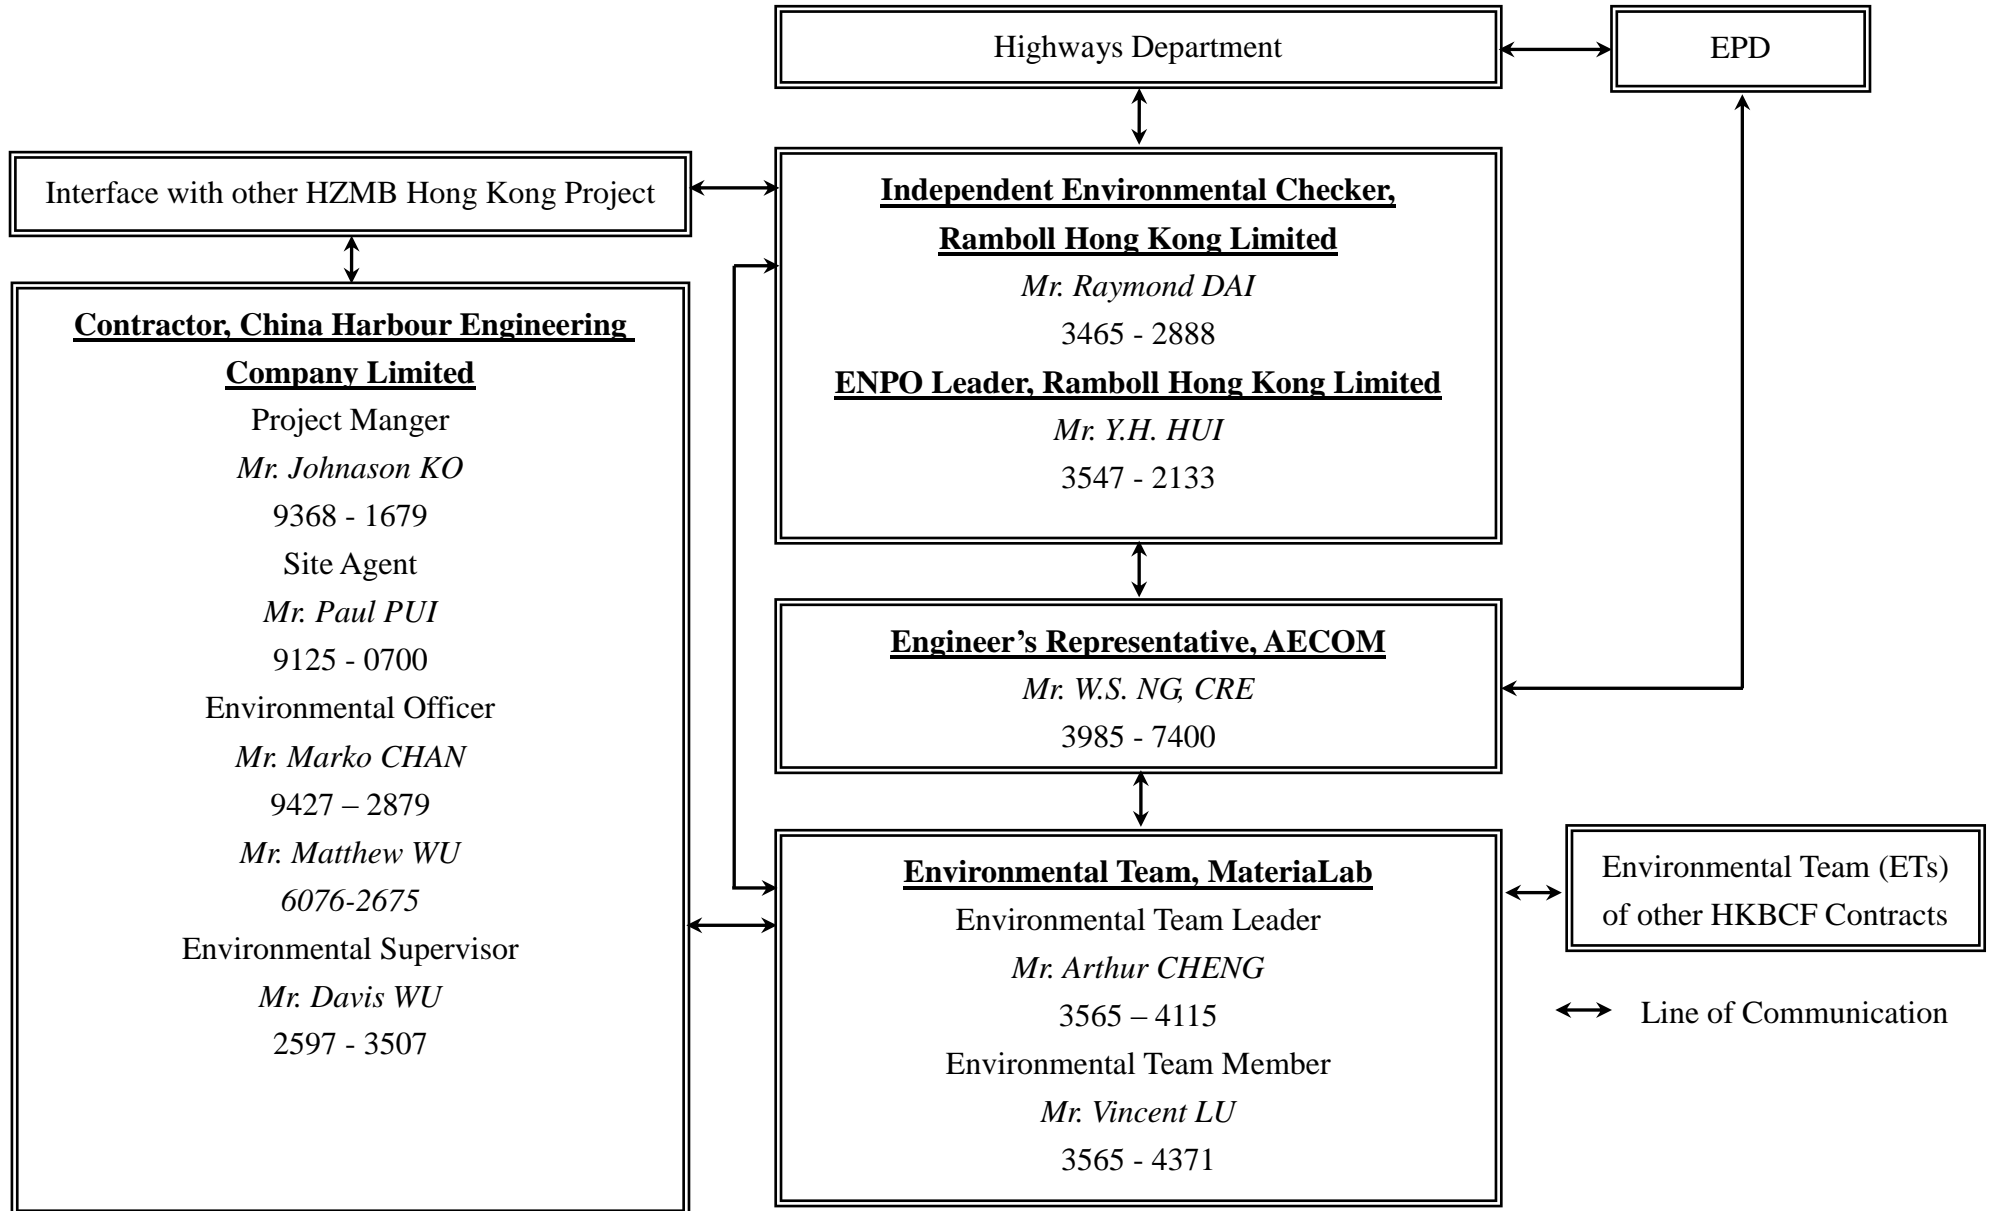 Highways Department
EPD
Interface with other HZMB Hong Kong Project
Independent Environmental Checker,
Ramboll Hong Kong Limited
Mr. Raymond DAI
3465 - 2888
ENPO Leader, Ramboll Hong Kong Limited
Mr. Y.H. HUI
3547 - 2133
Contractor, China Harbour Engineering
Company Limited
Project Manger
Mr. Johnason KO
9368 - 1679
Site Agent
Mr. Paul PUI
9125 - 0700
Environmental Officer
Mr. Marko CHAN
9427 – 2879
Mr. Matthew WU
6076-2675
Environmental Supervisor
Mr. Davis WU
2597 - 3507
Engineer’s Representative, AECOM
Mr. W.S. NG, CRE
3985 - 7400
Environmental Team, MateriaLab
Environmental Team Leader
Mr. Arthur CHENG
3565 – 4115
Environmental Team Member
Mr. Vincent LU
3565 - 4371
Environmental Team (ETs)
of other HKBCF Contracts
Line of Communication